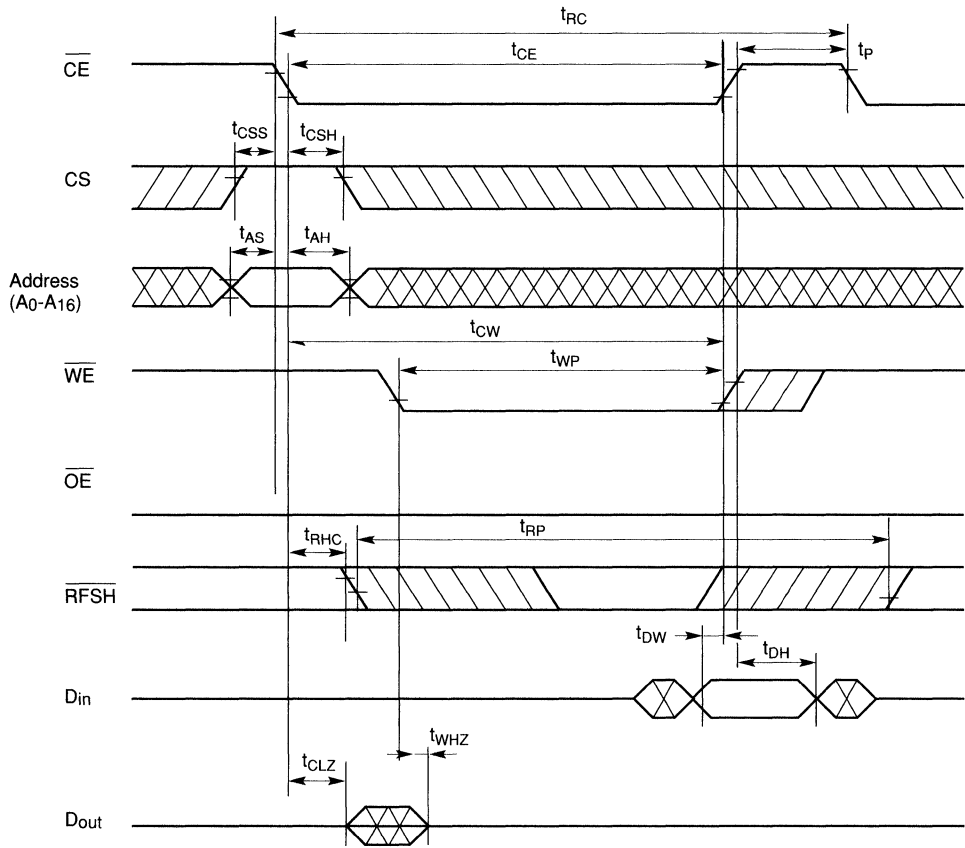 tRC
tCE
tP
CE
tCSS
tCSH
CS
tAS
tAH
Address
(A0-A16)
tCW
tWP
WE
OE
tRHC
tRP
RFSH
tDW
tDH
Din
tWHZ
tCLZ
Dout